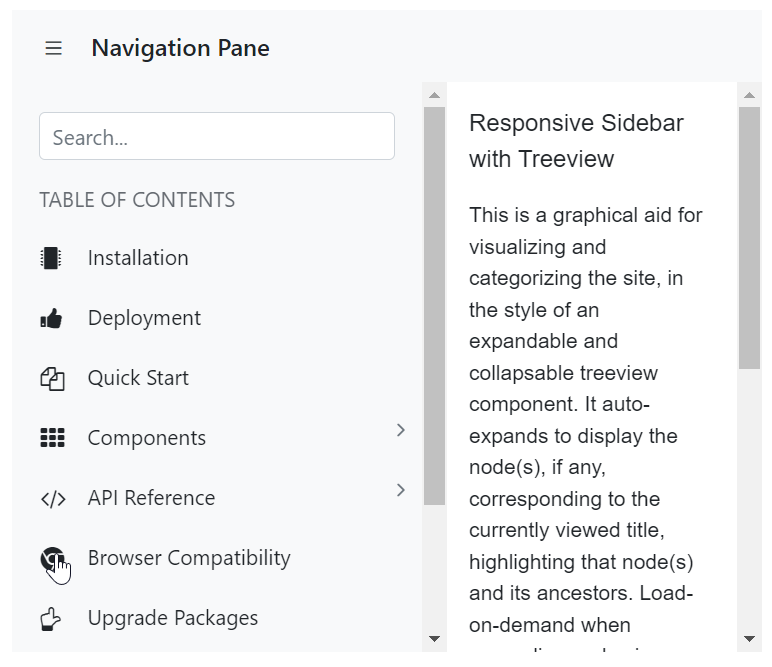 Navigation Pane
Search...
TABLE OF CONTENTS
Installation
Deployment
Quick Start
Components
API Reference
Browser Compatibility
Upgrade Packages
Responsive Sidebar
with Treeview
This is a graphical aid for
visualizing and
categorizing the site, in
the style of an
expandable and
collapsable treeview
component. It auto-
expands to display the
node(s), if any,
corresponding to the
currently viewed title,
highlighting that node(s)
and its ancestors. Load-
on-demand when